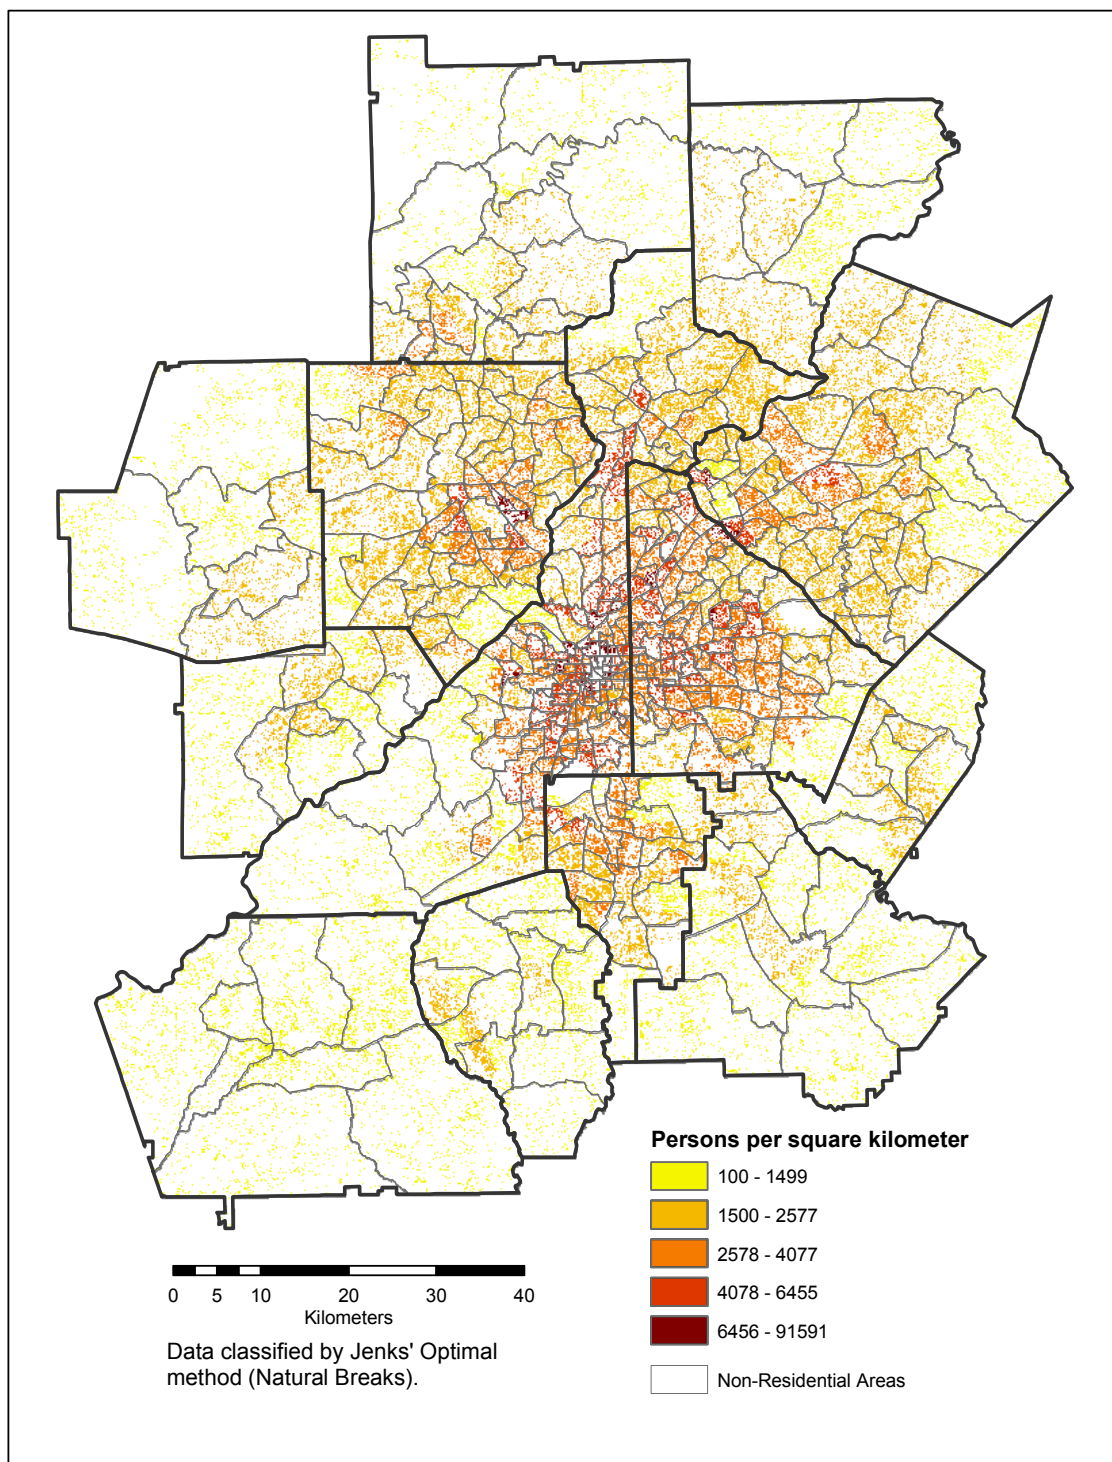 Persons per square kilometer
100 - 1499
1500 - 2577
2578 - 4077
4078 - 6455
6456 - 91591
Non-Residential Areas
0 5 10 20 30 40
Kilometers
Data classified by Jenks' Optimal
method (Natural Breaks).